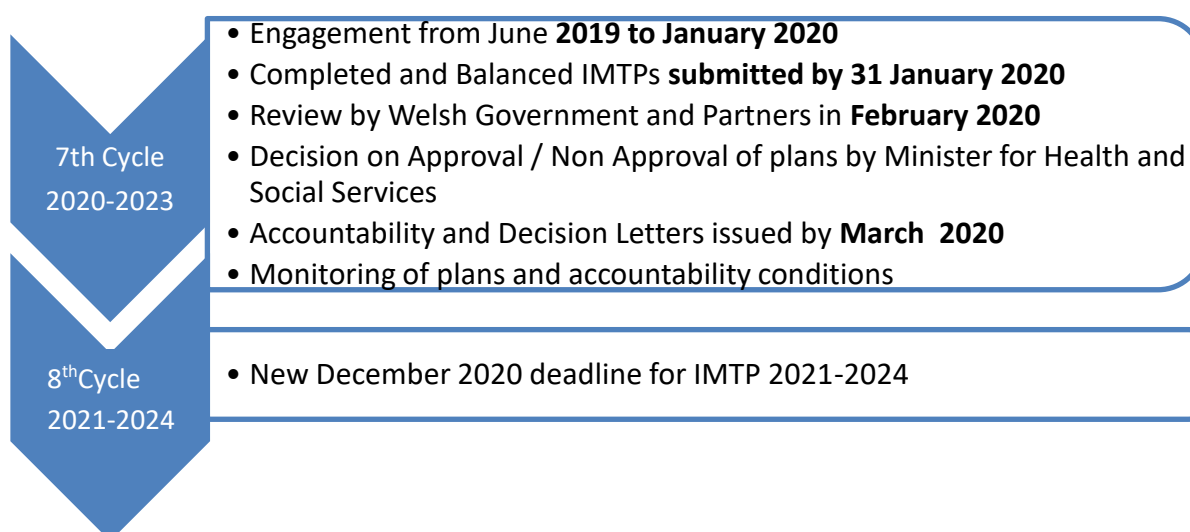 7th Cycle
2020-2023
• Engagement from June 2019 to January 2020
• Completed and Balanced IMTPs submitted by 31 January 2020
• Review by Welsh Government and Partners in February 2020
• Decision on Approval / Non Approval of plans by Minister for Health and
Social Services
• Accountability and Decision Letters issued by March 2020
• Monitoring of plans and accountability conditions
8thCycle
2021-2024
• New December 2020 deadline for IMTP 2021-2024